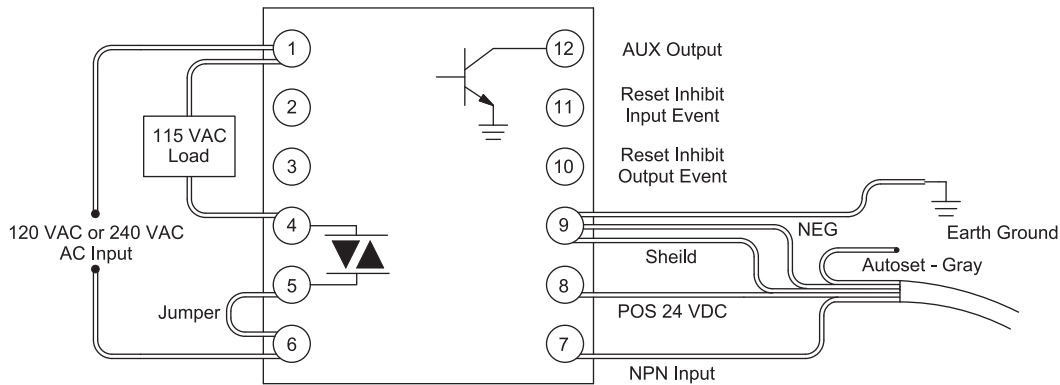 1
2
3
4
5
6
115 VAC
Load
120 VAC or 240 VAC
AC Input
Jumper
12
11
10
9
8
7
AUX Output
Reset Inhibit
Input Event
Reset Inhibit
Output Event
NEG
Earth Ground
Sheild
Autoset - Gray
POS 24 VDC
NPN Input